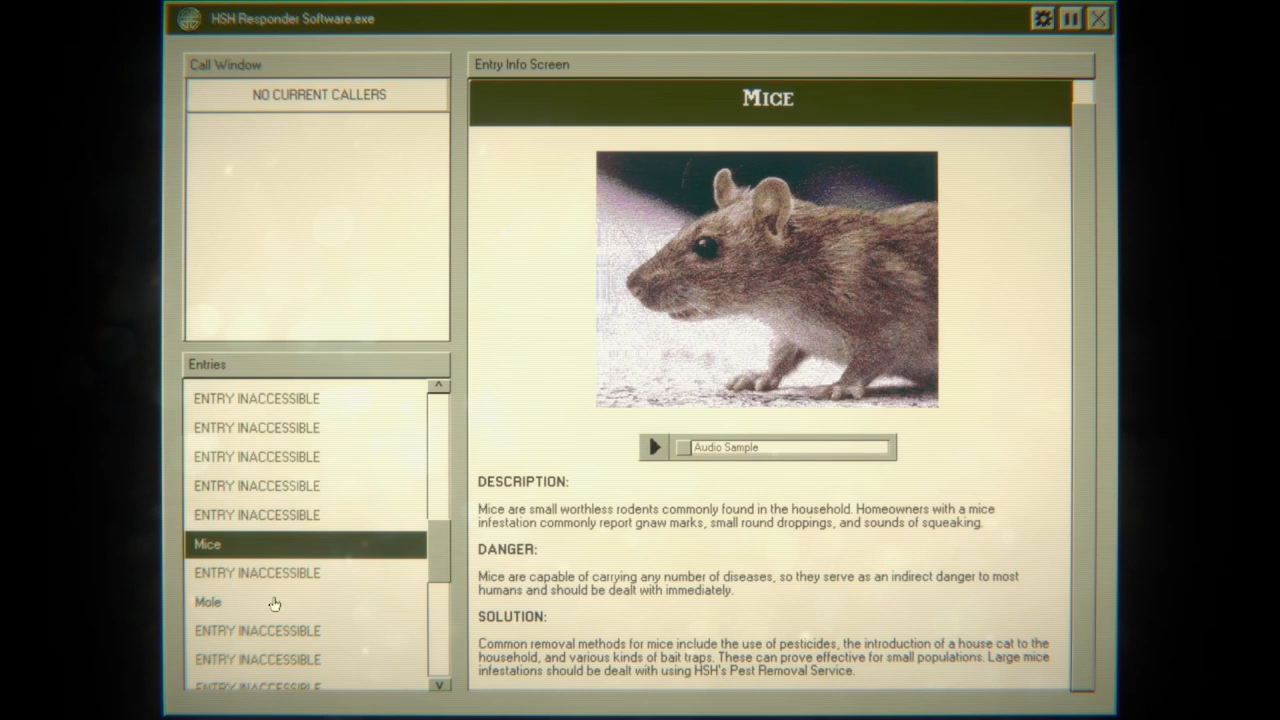 HSH Responder Software.exe
Call Window
NO CURRENT CALLERS
Entries
ENTRY INACCESSIBLE
ENTRY INACCESSIBLE
ENTRY INACCESSIBLE
ENTRY INACCESSIBLE
ENTRY INACCESSIBLE
Mice
ENTRY INACCESSIBLE
Mole
ENTRY INACCESSIBLE
ENTRY INACCESSIBLE
ENTRY INACCESSIBLE
Entry Info Screen
MICE
Audio Sample
DESCRIPTION:
Mice are small worthless rodents commonly found in the household. Homeowners with a mice
infestation commonly report gnaw marks, small round droppings, and sounds of squeaking.
DANGER:
Mice are capable of carrying any number of diseases, so they serve as an indirect danger to most
humans and should be dealt with immediately.
SOLUTION:
Common removal methods for mice include the use of pesticides, the introduction of a house cat to the
household, and various kinds of bait traps. These can prove effective for small populations. Large mice
infestations should be dealt with using HSH's Pest Removal Service.